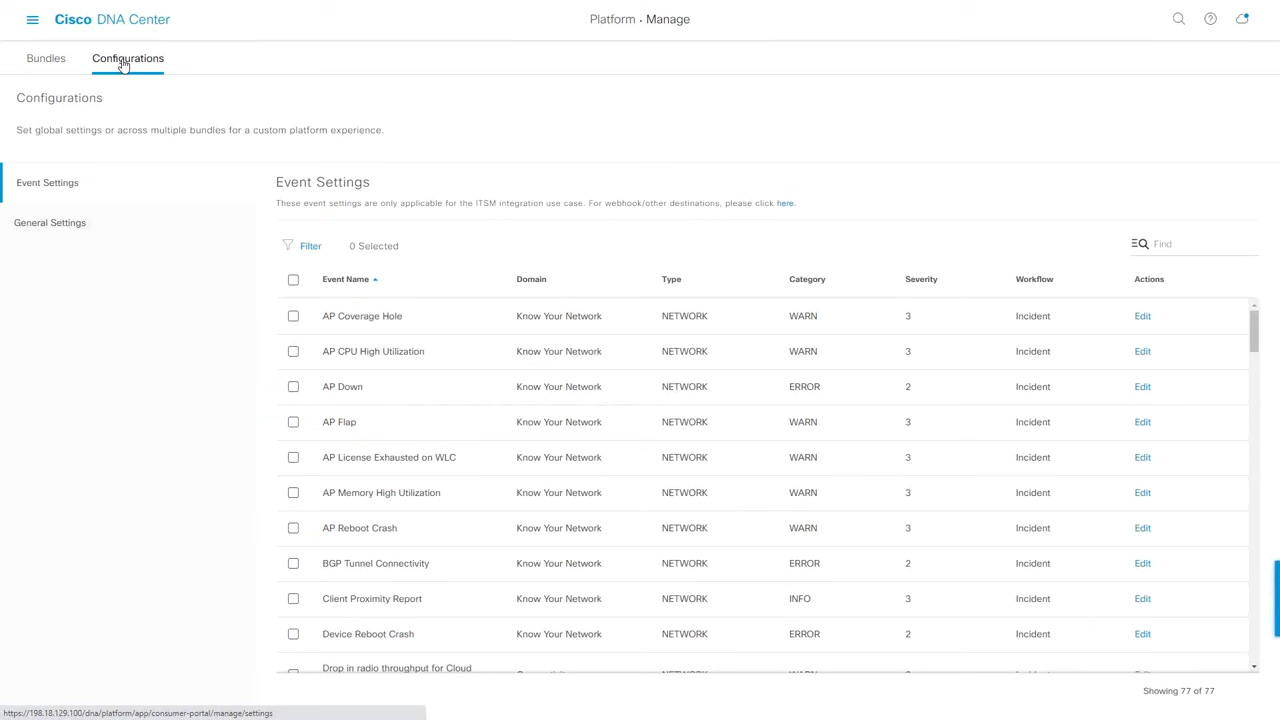 Cisco DNA Center
Platform • Manage
Bundles
Configurations
Configurations
Set global settings or across multiple bundles for a custom platform experience.
Event Settings
General Settings
Event Settings
These event settings are only applicable for the ITSM integration use case. For webhook/other destinations, please click here.
Filter
0 Selected
Find
Event Name Domain Type Category Severity Workflow Actions
AP Coverage Hole Know Your Network NETWORK WARN 3 Incident Edit
AP CPU High Utilization Know Your Network NETWORK WARN 3 Incident Edit
AP Down Know Your Network NETWORK ERROR 2 Incident Edit
AP Flap Know Your Network NETWORK WARN 3 Incident Edit
AP License Exhausted on WLC Know Your Network NETWORK WARN 3 Incident Edit
AP Memory High Utilization Know Your Network NETWORK WARN 3 Incident Edit
AP Reboot Crash Know Your Network NETWORK WARN 3 Incident Edit
BGP Tunnel Connectivity Know Your Network NETWORK ERROR 2 Incident Edit
Client Proximity Report Know Your Network NETWORK INFO 3 Incident Edit
Device Reboot Crash Know Your Network NETWORK ERROR 2 Incident Edit
Drop in radio throughput for Cloud
Showing 77 of 77
https://198.18.129.100/dna/platform/app/consumer-portal/manage/settings